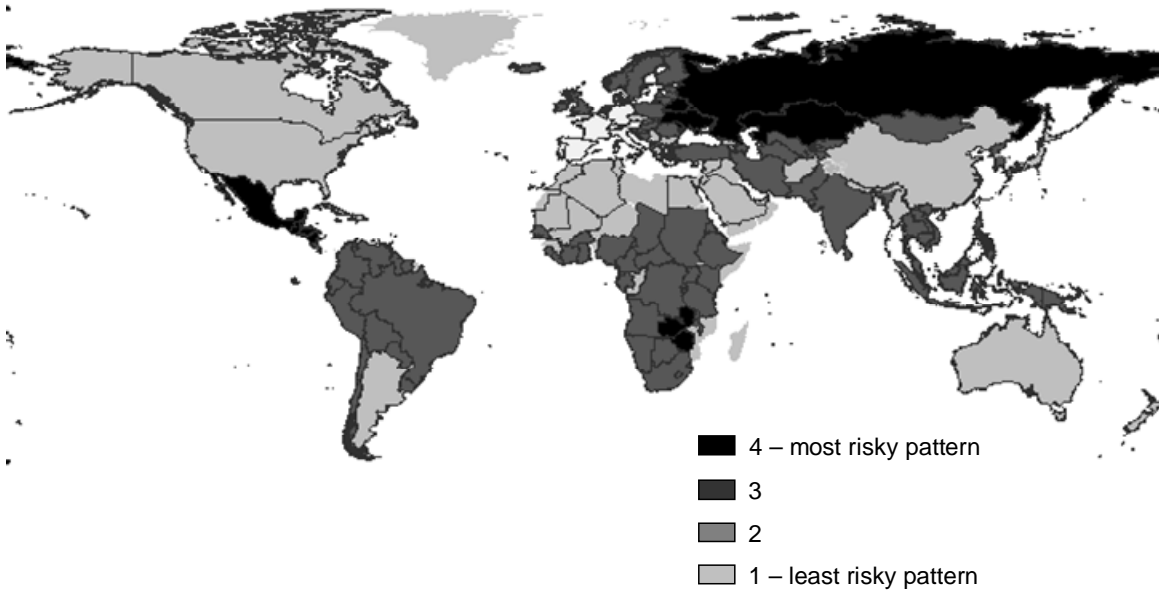 4 – most risky pattern
3
2
1 – least risky pattern